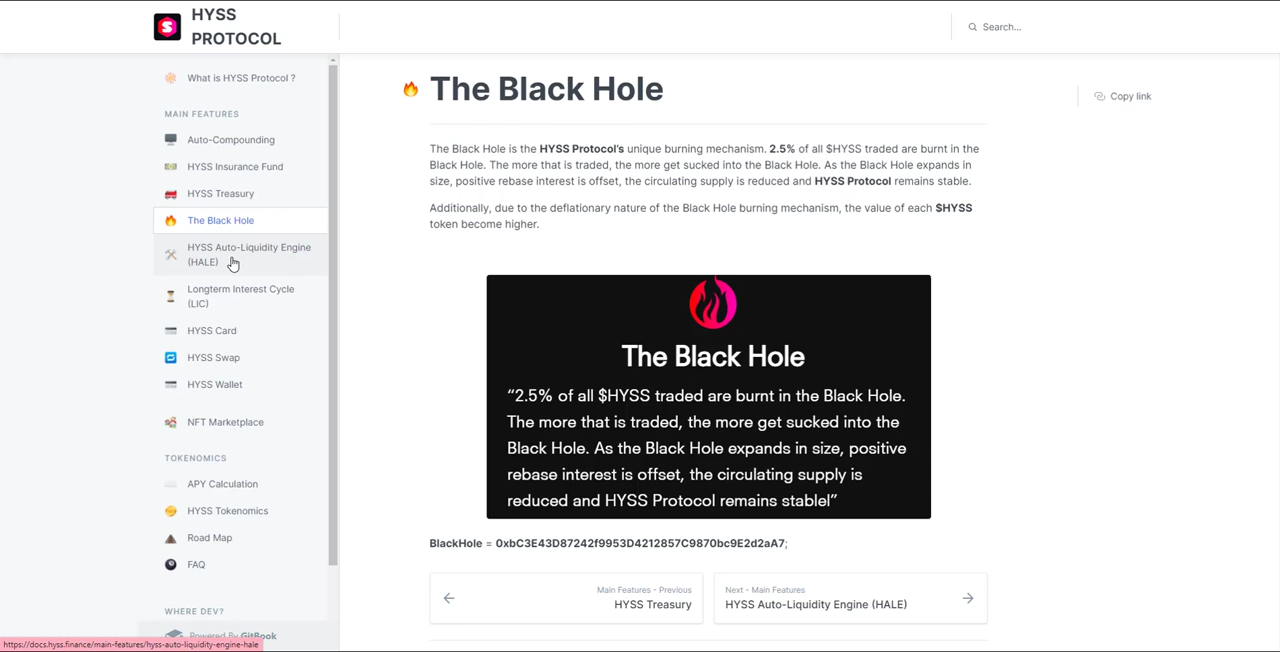 HYSS
PROTOCOL
Search...
What is HYSS Protocol ?
MAIN FEATURES
Auto-Compounding
HYSS Insurance Fund
HYSS Treasury
The Black Hole
HYSS Auto-Liquidity Engine
(HALE)
Longterm Interest Cycle
(LIC)
HYSS Card
HYSS Swap
HYSS Wallet
NFT Marketplace
TOKENOMICS
APY Calculation
HYSS Tokenomics
Road Map
FAQ
WHERE DEV?
Powered By GitBook
https://docs.hyss.finance/main-features/hyss-auto-liquidity-engine-hale
The Black Hole
Copy link
The Black Hole is the HYSS Protocol's unique burning mechanism. 2.5% of all $HYSS traded are burnt in the
Black Hole. The more that is traded, the more get sucked into the Black Hole. As the Black Hole expands in
size, positive rebase interest is offset, the circulating supply is reduced and HYSS Protocol remains stable.
Additionally, due to the deflationary nature of the Black Hole burning mechanism, the value of each $HYSS
token become higher.
The Black Hole
“2.5% of all $HYSS traded are burnt in the Black Hole.
The more that is traded, the more get sucked into the
Black Hole. As the Black Hole expands in size, positive
rebase interest is offset, the circulating supply is
reduced and HYSS Protocol remains stable!”
BlackHole = 0xbC3E43D87242f9953D4212857C9870bc9E2d2aA7;
Main Features - Previous
HYSS Treasury
Next - Main Features
HYSS Auto-Liquidity Engine (HALE)